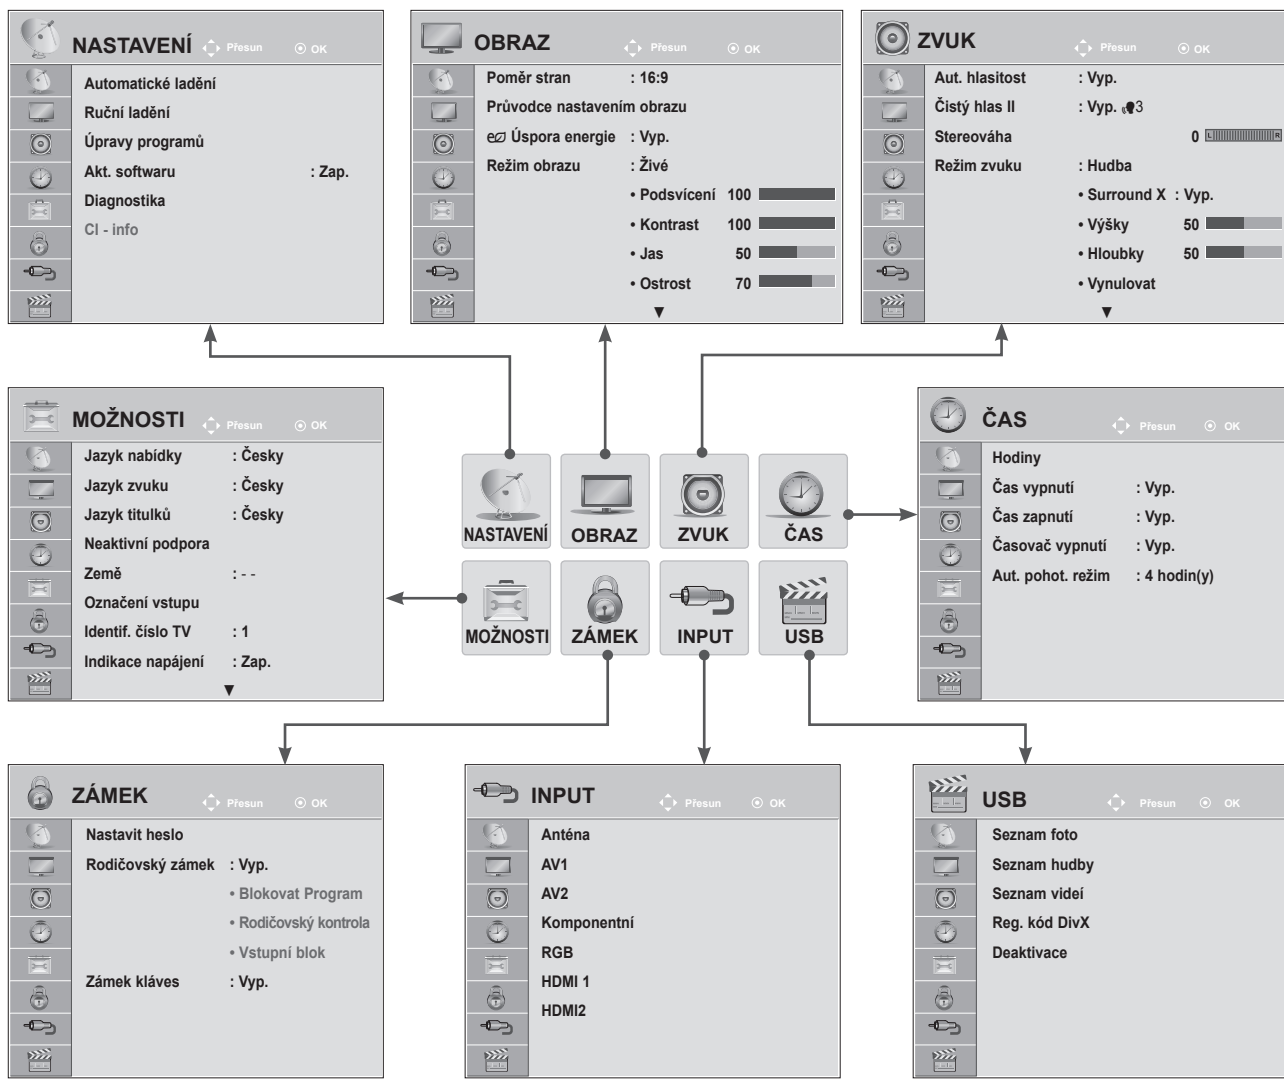 NASTAVENÍ Přesun OK
Automatické ladění
Ruční ladění
Úpravy programů
Akt. softwaru : Zap.
Diagnostika
CI - info
OBRAZ Přesun OK
Poměr stran : 16:9
Průvodce nastavením obrazu
Úspora energie : Vyp.
Režim obrazu : Živé
• Podsvícení 100
• Kontrast 100
• Jas 50
• Ostrost 70
▼
ZVUK Přesun OK
Aut. hlasitost : Vyp.
Čistý hlas II : Vyp. 3
Stereováha 0 L R
Režim zvuku : Hudba
• Surround X : Vyp.
• Výšky 50
• Hloubky 50
• Vynulovat
▼
MOŽNOSTI Přesun OK
Jazyk nabídky : Česky
Jazyk zvuku : Česky
Jazyk titulků : Česky
Neaktivní podpora
Země : - -
Označení vstupu
Identif. číslo TV : 1
Indikace napájení : Zap.
▼
NASTAVENÍ OBRAZ ZVUK ČAS
MOŽNOSTI ZÁMEK INPUT USB
ČAS Přesun OK
Hodiny
Čas vypnutí : Vyp.
Čas zapnutí : Vyp.
Časovač vypnutí : Vyp.
Aut. pohot. režim : 4 hodin(y)
ZÁMEK Přesun OK
Nastavit heslo
Rodičovský zámek : Vyp.
• Blokovat Program
• Rodičovský kontrola
• Vstupní blok
Zámek kláves : Vyp.
INPUT Přesun OK
Anténa
AV1
AV2
Komponentní
RGB
HDMI 1
HDMI2
USB Přesun OK
Seznam foto
Seznam hudby
Seznam videí
Reg. kód DivX
Deaktivace